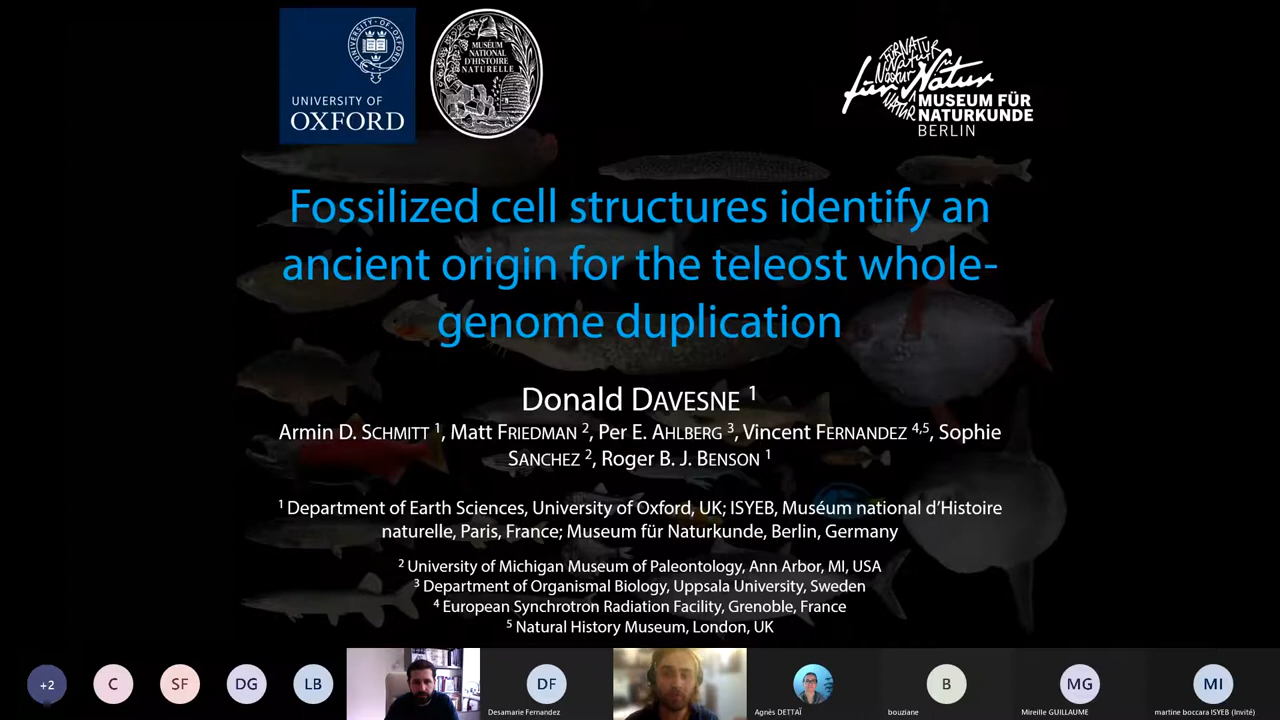 UNIVERSITY OF
OXFORD
MUSÉUM
NATIONAL
D'HISTOIRE
NATURELLE
für Natur
MUSEUM FÜR
NATURKUNDE
BERLIN
Fossilized cell structures identify an
ancient origin for the teleost whole-
genome duplication
Donald DAVESNE 1
Armin D. SCHMITT 1, Matt FRIEDMAN 2, Per E. AHLBERG 3, Vincent FERNANDEZ 4,5, Sophie
SANCHEZ 2, Roger B. J. BENSON 1
1 Department of Earth Sciences, University of Oxford, UK; ISYEB, Muséum national d'Histoire
naturelle, Paris, France; Museum für Naturkunde, Berlin, Germany
2 University of Michigan Museum of Paleontology, Ann Arbor, MI, USA
3 Department of Organismal Biology, Uppsala University, Sweden
4 European Synchrotron Radiation Facility, Grenoble, France
5 Natural History Museum, London, UK
+2
C
SF
DG
LB
DF
Desamarie Fernandez
Agnès DETTAÏ
B
bouziane
MG
Mireille GUILLAUME
MI
martine boccara ISYEB (Invité)